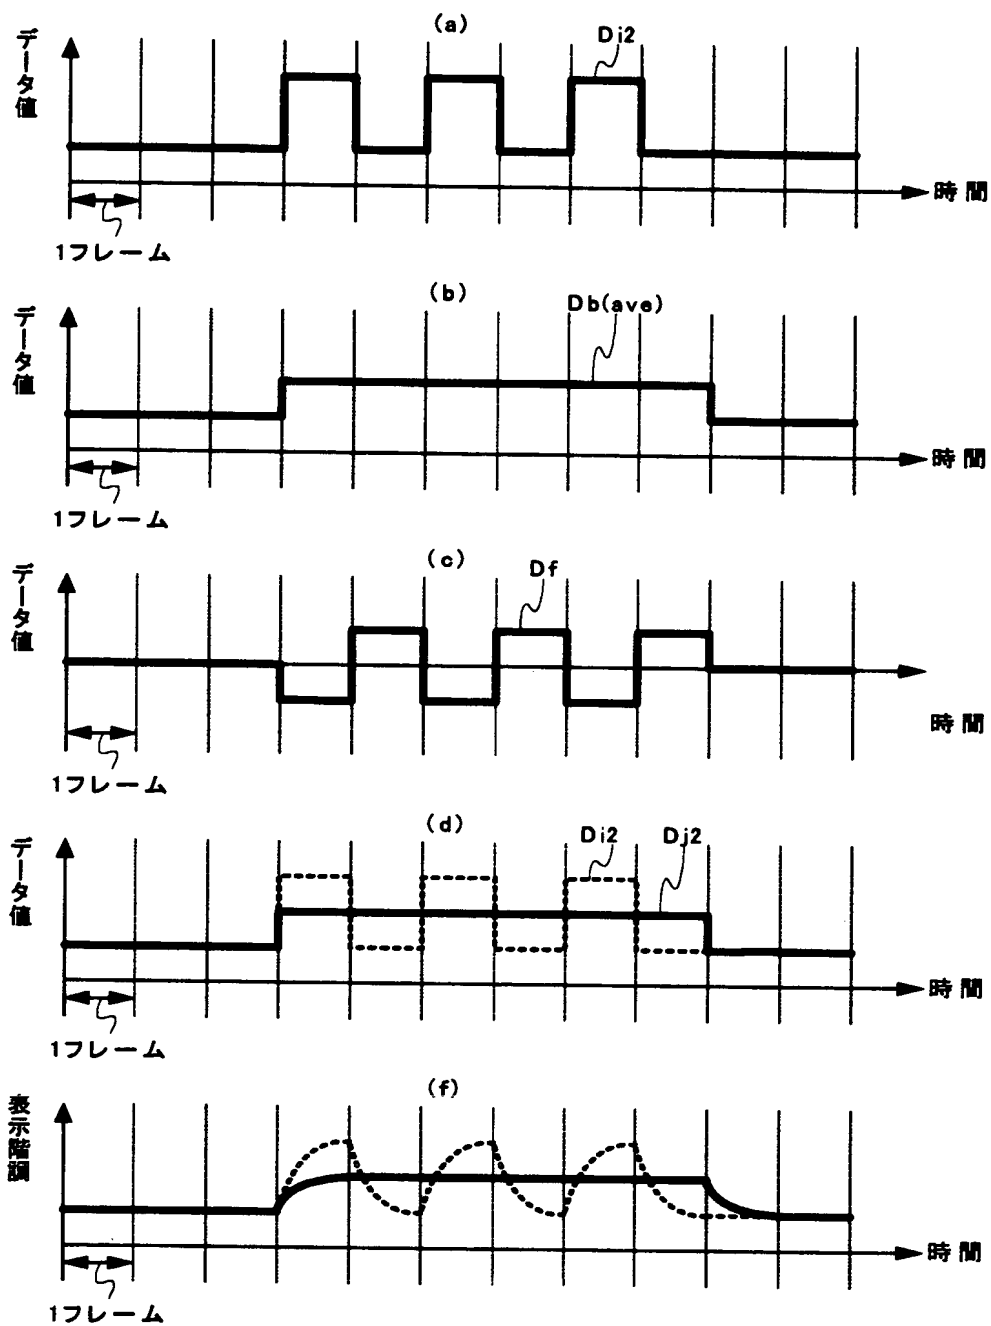 (a)
データ値
Di2
時間
1フレーム
(b)
データ値
Db(ave)
時間
1フレーム
(c)
データ値
Df
時間
1フレーム
(d)
データ値
Di2
Dj2
時間
1フレーム
(f)
表示階調
時間
1フレーム